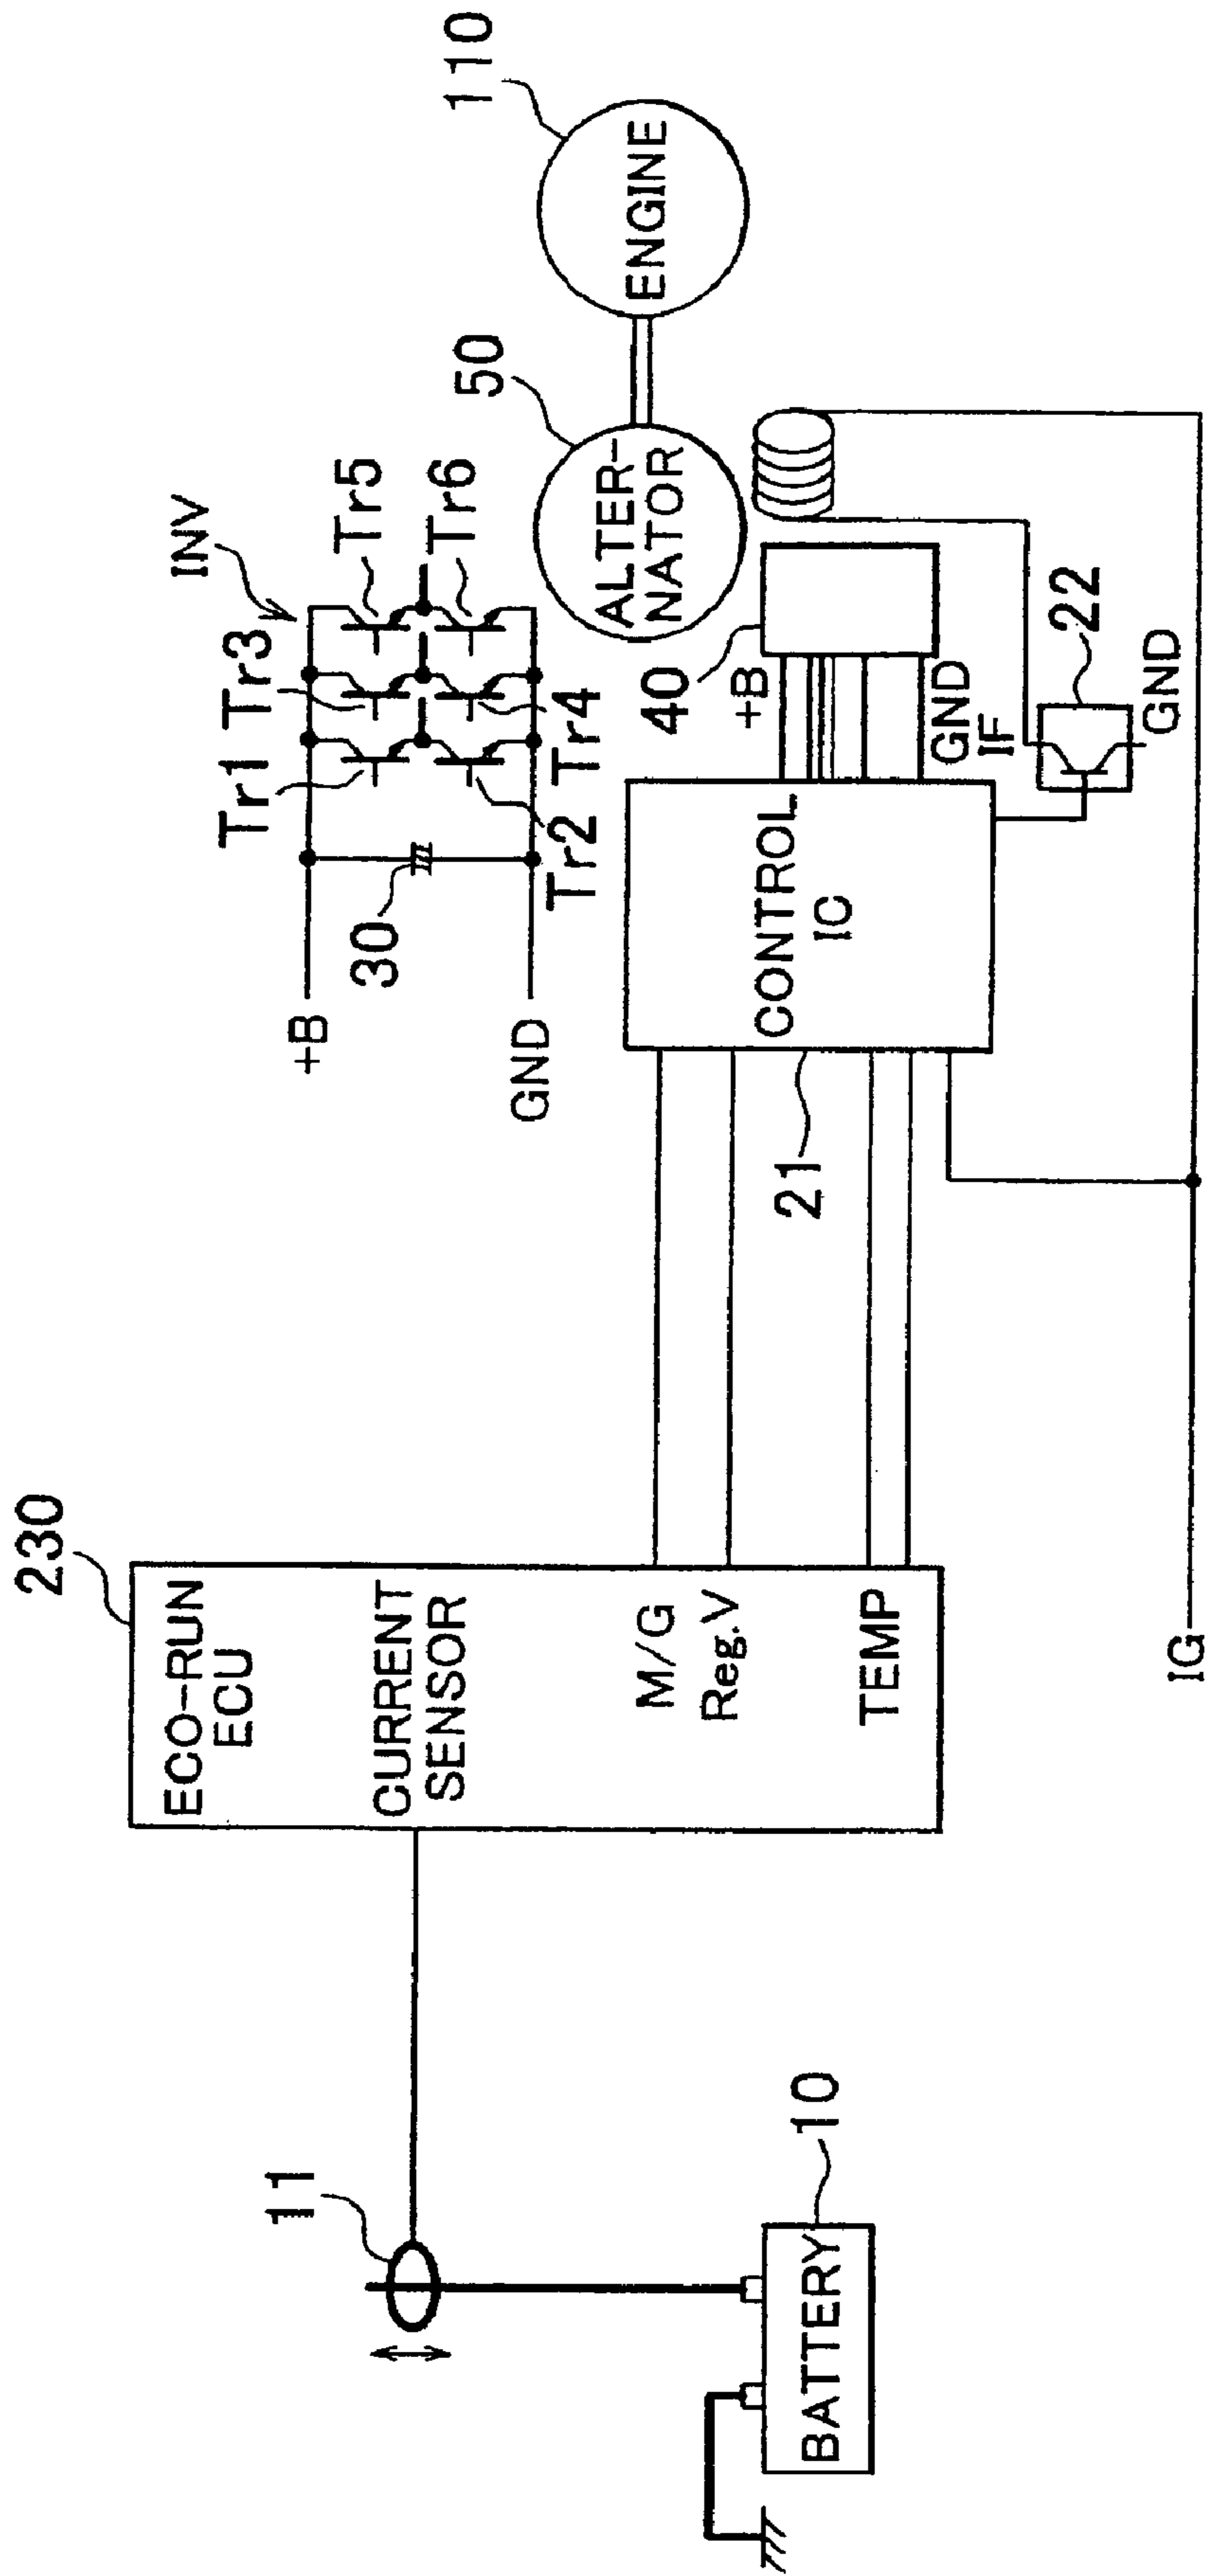 230
ECO-RUN
ECU
CURRENT
SENSOR
M/G
Reg.V
TEMP
11
10
BATTERY
IG
+B
GND
30
INV
Tr1
Tr3
Tr5
Tr2
Tr4
Tr6
21
CONTROL
IC
40
+B
GND
IF
22
GND
50
ALTER-
NATOR
110
ENGINE